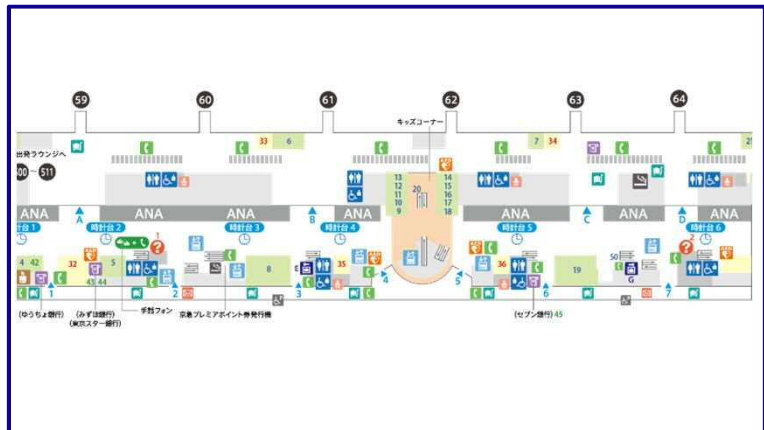 59 60 61 62 63 64
キッズコーナー
33 6 7 34
出発ラウンジへ
~ 511
13 14
12 20 15
11 16
10 17
9 18
ANA ANA ANA ANA ANA ANA ANA
A B C D
時計台2 時計台3 時計台4 時計台5 時計台6
1 2
4 42 32 5 8 E 35 36 19 50 G
43 44
1 2 3 4 5 6 7
(ゆうちょ銀行) (みずほ銀行) 手話フォン 京急プレミアポイント券発行機 (セブン銀行) 45
(東京スター銀行)